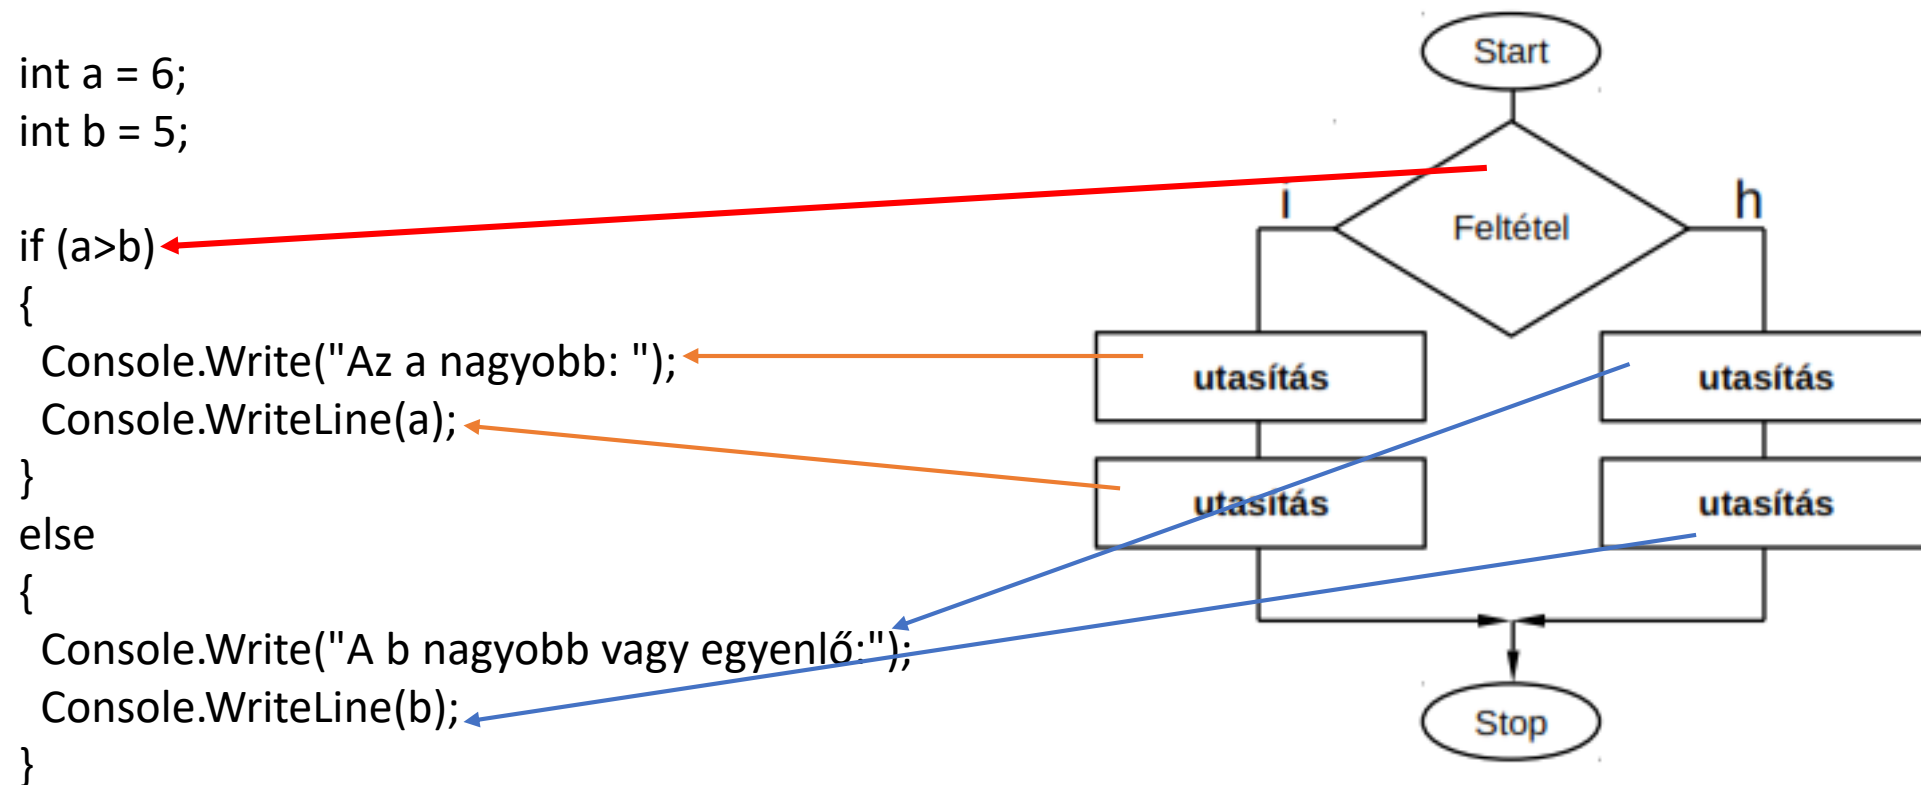 int a = 6;
int b = 5;
if (a>b)
{
Console.Write("Az a nagyobb: ");
Console.WriteLine(a);
}
else
{
Console.Write("A b nagyobb vagy egyenlő:");
Console.WriteLine(b);
}
Start
i
h
Feltétel
utasítás
utasítás
utasítás
utasítás
Stop